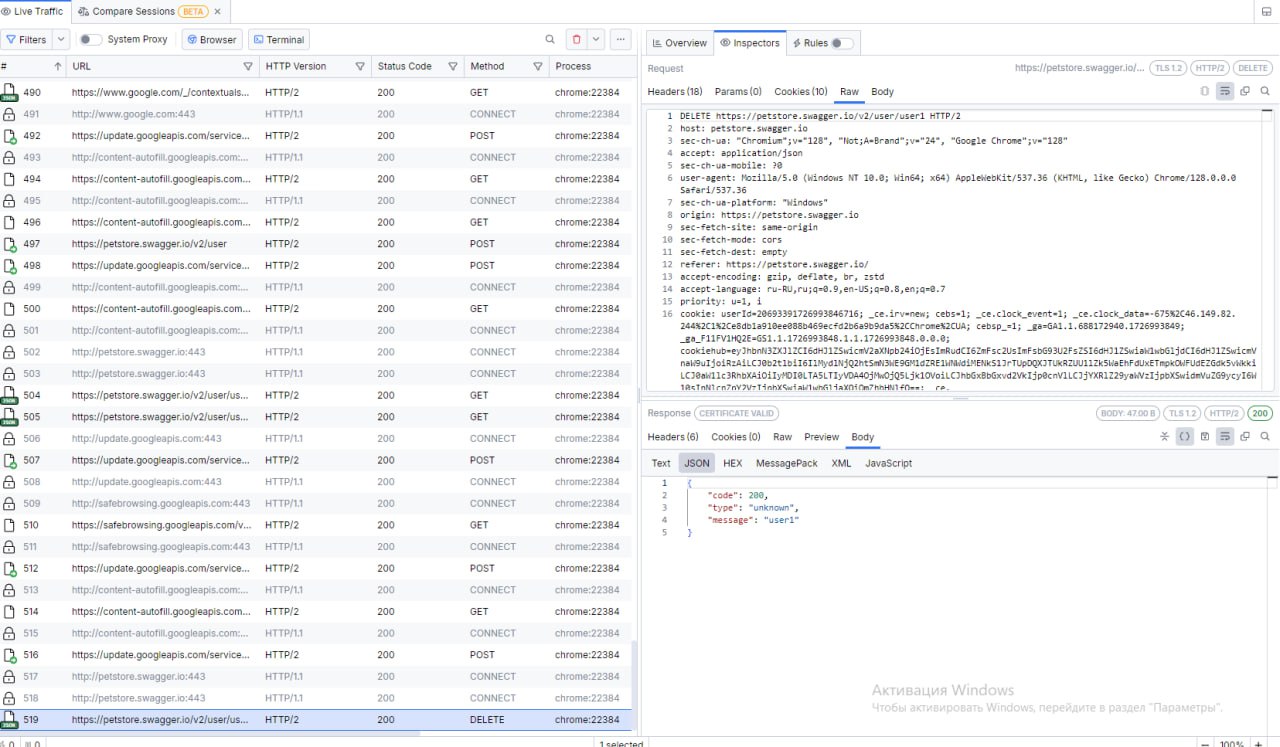 Live Traffic Compare Sessions BETA
Filters System Proxy Browser Terminal
# URL HTTP Version Status Code Method Process
490 https://www.google.com/_/contextuals... HTTP/2 200 GET chrome:22384
491 http://www.google.com:443 HTTP/1.1 200 CONNECT chrome:22384
492 https://update.googleapis.com/service... HTTP/2 200 POST chrome:22384
493 http://content-autofill.googleapis.com:... HTTP/1.1 200 CONNECT chrome:22384
494 https://content-autofill.googleapis.com... HTTP/2 200 GET chrome:22384
495 http://content-autofill.googleapis.com:... HTTP/1.1 200 CONNECT chrome:22384
496 https://content-autofill.googleapis.com... HTTP/2 200 GET chrome:22384
497 https://petstore.swagger.io/v2/user HTTP/2 200 POST chrome:22384
498 https://update.googleapis.com/service... HTTP/2 200 POST chrome:22384
499 http://content-autofill.googleapis.com:... HTTP/1.1 200 CONNECT chrome:22384
500 https://content-autofill.googleapis.com... HTTP/2 200 GET chrome:22384
501 http://content-autofill.googleapis.com:... HTTP/1.1 200 CONNECT chrome:22384
502 http://petstore.swagger.io:443 HTTP/1.1 200 CONNECT chrome:22384
503 http://petstore.swagger.io:443 HTTP/1.1 200 CONNECT chrome:22384
504 https://petstore.swagger.io/v2/user/us... HTTP/2 200 GET chrome:22384
505 https://petstore.swagger.io/v2/user/us... HTTP/2 200 GET chrome:22384
506 http://update.googleapis.com:443 HTTP/1.1 200 CONNECT chrome:22384
507 https://update.googleapis.com/service... HTTP/2 200 POST chrome:22384
508 http://update.googleapis.com:443 HTTP/1.1 200 CONNECT chrome:22384
509 http://safebrowsing.googleapis.com:443 HTTP/1.1 200 CONNECT chrome:22384
510 https://safebrowsing.googleapis.com/v... HTTP/2 200 GET chrome:22384
511 http://safebrowsing.googleapis.com:443 HTTP/1.1 200 CONNECT chrome:22384
512 https://update.googleapis.com/service... HTTP/2 200 POST chrome:22384
513 http://content-autofill.googleapis.com:... HTTP/1.1 200 CONNECT chrome:22384
514 https://content-autofill.googleapis.com... HTTP/2 200 GET chrome:22384
515 http://content-autofill.googleapis.com:... HTTP/1.1 200 CONNECT chrome:22384
516 https://update.googleapis.com/service... HTTP/2 200 POST chrome:22384
517 http://petstore.swagger.io:443 HTTP/1.1 200 CONNECT chrome:22384
518 http://petstore.swagger.io:443 HTTP/1.1 200 CONNECT chrome:22384
519 https://petstore.swagger.io/v2/user/us... HTTP/2 200 DELETE chrome:22384
1 selected
Overview Inspectors Rules
Request https://petstore.swagger.io/... TLS 1.2 HTTP/2 DELETE
Headers (18) Params (0) Cookies (10) Raw Body
1 DELETE https://petstore.swagger.io/v2/user/user1 HTTP/2
2 host: petstore.swagger.io
3 sec-ch-ua: "Chromium";v="128", "Not;A=Brand";v="24", "Google Chrome";v="128"
4 accept: application/json
5 sec-ch-ua-mobile: ?0
6 user-agent: Mozilla/5.0 (Windows NT 10.0; Win64; x64) AppleWebKit/537.36 (KHTML, like Gecko) Chrome/128.0.0.0
Safari/537.36
7 sec-ch-ua-platform: "Windows"
8 origin: https://petstore.swagger.io
9 sec-fetch-site: same-origin
10 sec-fetch-mode: cors
11 sec-fetch-dest: empty
12 referer: https://petstore.swagger.io/
13 accept-encoding: gzip, deflate, br, zstd
14 accept-language: ru-RU,ru;q=0.9,en-US;q=0.8,en;q=0.7
15 priority: u=1, i
16 cookie: userId=20693391726993846716; _ce.irv=new; cebs=1; _ce.clock_event=1; _ce.clock_data=-675%2C46.149.82.
244%2C1%2Ce8db1a910ee088b469ecfd2b6a9b9da5%2CChrome%2CUA; cebsp_=1; _ga=GA1.1.688172940.1726993849;
_ga_F11FV1HQ2E=GS1.1.1726993848.1.1.1726993848.0.0.0;
Response CERTIFICATE VALID BODY: 47.00 B TLS 1.2 HTTP/2 200
Headers (6) Cookies (0) Raw Preview Body
Text JSON HEX MessagePack XML JavaScript
1 {
2 "code": 200,
3 "type": "unknown",
4 "message": "user1"
5 }
Активация Windows
Чтобы активировать Windows, перейдите в раздел "Параметры".
100%